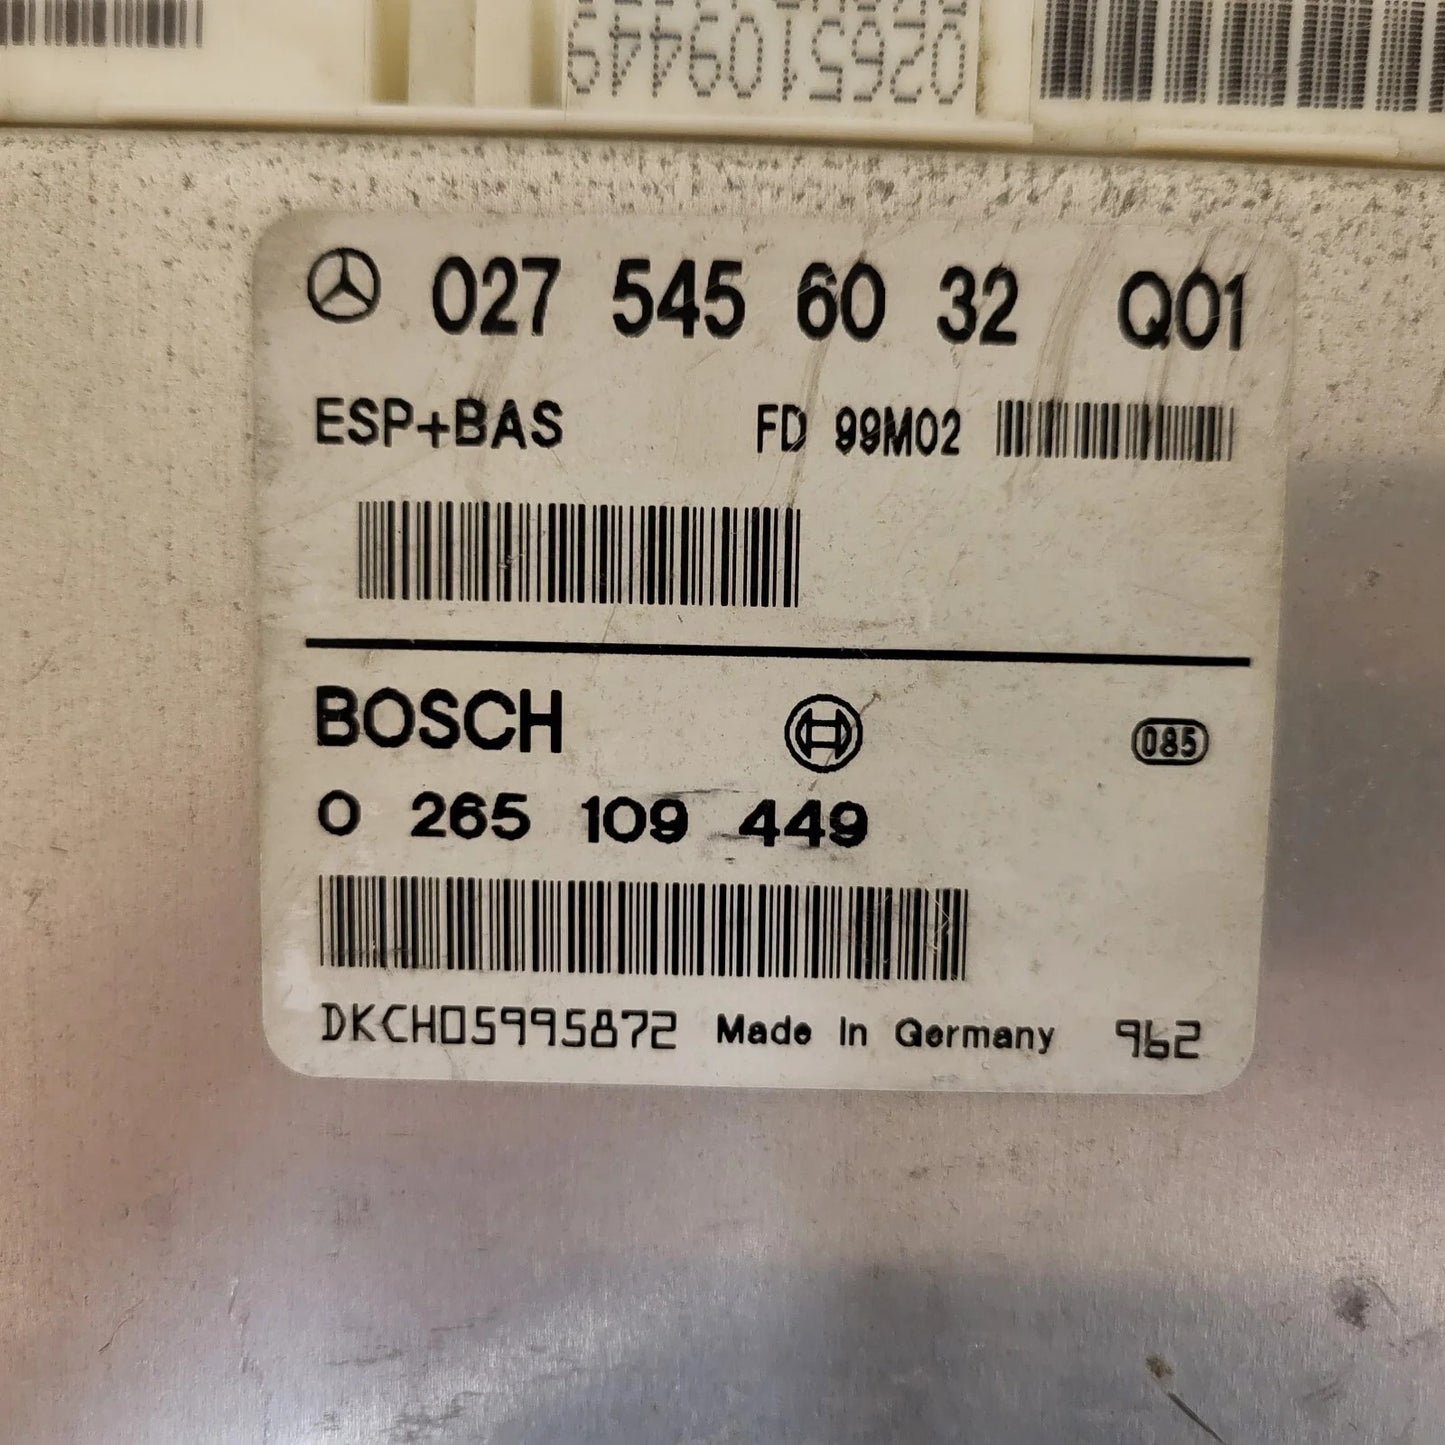 0265109449
027 545 60 32 Q01
ESP+BAS FD 99M02
BOSCH 085
0 265 109 449
DKCH05995872 Made In Germany 962